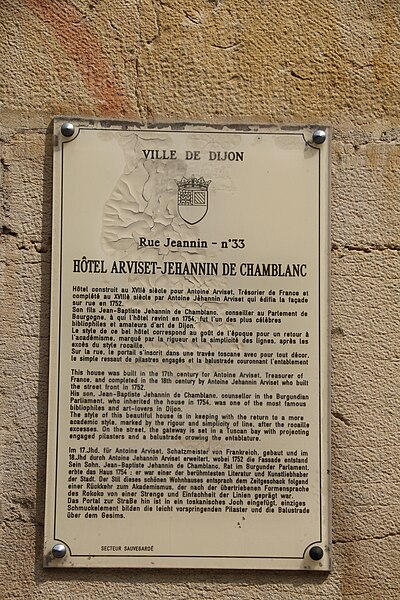 VILLE DE DIJON
Rue Jeannin - n°33
HÔTEL ARVISET-JEHANNIN DE CHAMBLANC
Hôtel construit au XVIIè siècle pour Antoine Arviset, Trésorier de France et
complété au XVIIIè siècle par Antoine Jéhannin Arviset qui édifia la façade
sur rue en 1752.
Son fils Jean-Baptiste Jehannin de Chamblanc, conseiller au Parlement de
Bourgogne, à qui l'hôtel revint en 1754, fut l'un des plus célèbres
bibliophiles et amateurs d'art de Dijon.
Le style de ce bel hôtel correspond au goût de l'époque pour un retour à
l'académisme, marqué par la rigueur et la simplicité des lignes, après les
excès du style rocaille.
Sur la rue, le portail s'inscrit dans une travée toscane avec pour tout décor,
le simple ressaut de pilastres engagés et la balustrade couronnant l'entablement
This house was built in the 17th century for Antoine Arviset, Treasurer of
France, and completed in the 18th century by Antoine Jehannin Arviset who built
the street front in 1752.
His son, Jean-Baptiste Jehannin de Chamblanc, counsellor in the Burgundian
Parliament, who inherited the house in 1754, was one of the most famous
bibliophiles and art-lovers in Dijon.
The style of this beautiful house is in keeping with the return to a more
academic style, marked by the rigour and simplicity of line, after the rocaille
excesses. On the street, the gateway is set in a Tuscan bay with projecting
engaged pilasters and a balustrade crowing the entablature.
Im 17.Jhd. für Antoine Arviset, Schatzmeister von Frankreich, gebaut und im
18.Jhd durch Antoine Jehannin Arviset erweitert, wobei 1752 die Fassade entstand
Sein Sohn, Jean-Baptiste Jehannin de Chamblanc, Rat im Burgunder Parlament,
erbte das Haus 1754 ; er war einer der berühmtesten Literatur und Kunstliebhaber
der Stadt. Der Stil dieses schönen Wohnhauses entsprach dem Zeitgeschack folgend
einer Rückkehr zum Akademismus, der nach der übertriebenen Formensprache
des Rokoko von einer Strenge und Einfachheit der Linien geprägt war.
Das Portal zur Straße hin ist in ein toskanisches Joch eingefügt, einziges
Schmuckelement bilden die leicht vorspringenden Pilaster und die Balustrade
über dem Gesims.
SECTEUR SAUVEGARDÉ